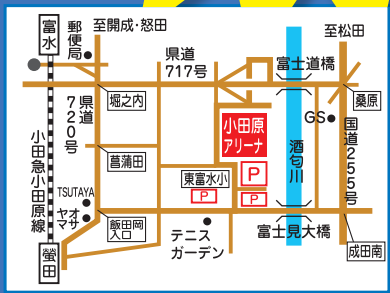 富水
郵便局
至開成・怒田
至松田
県道
717号
富士道橋
堀之内
桑原
県道720号
小田原
アリーナ
GS
国道255号
酒匂川
小田急小田原線
菖蒲田
東富水小
P
P
P
TSUTAYA
ヤオ
マサ
飯田岡
入口
テニス
ガーデン
富士見大橋
螢田
成田南